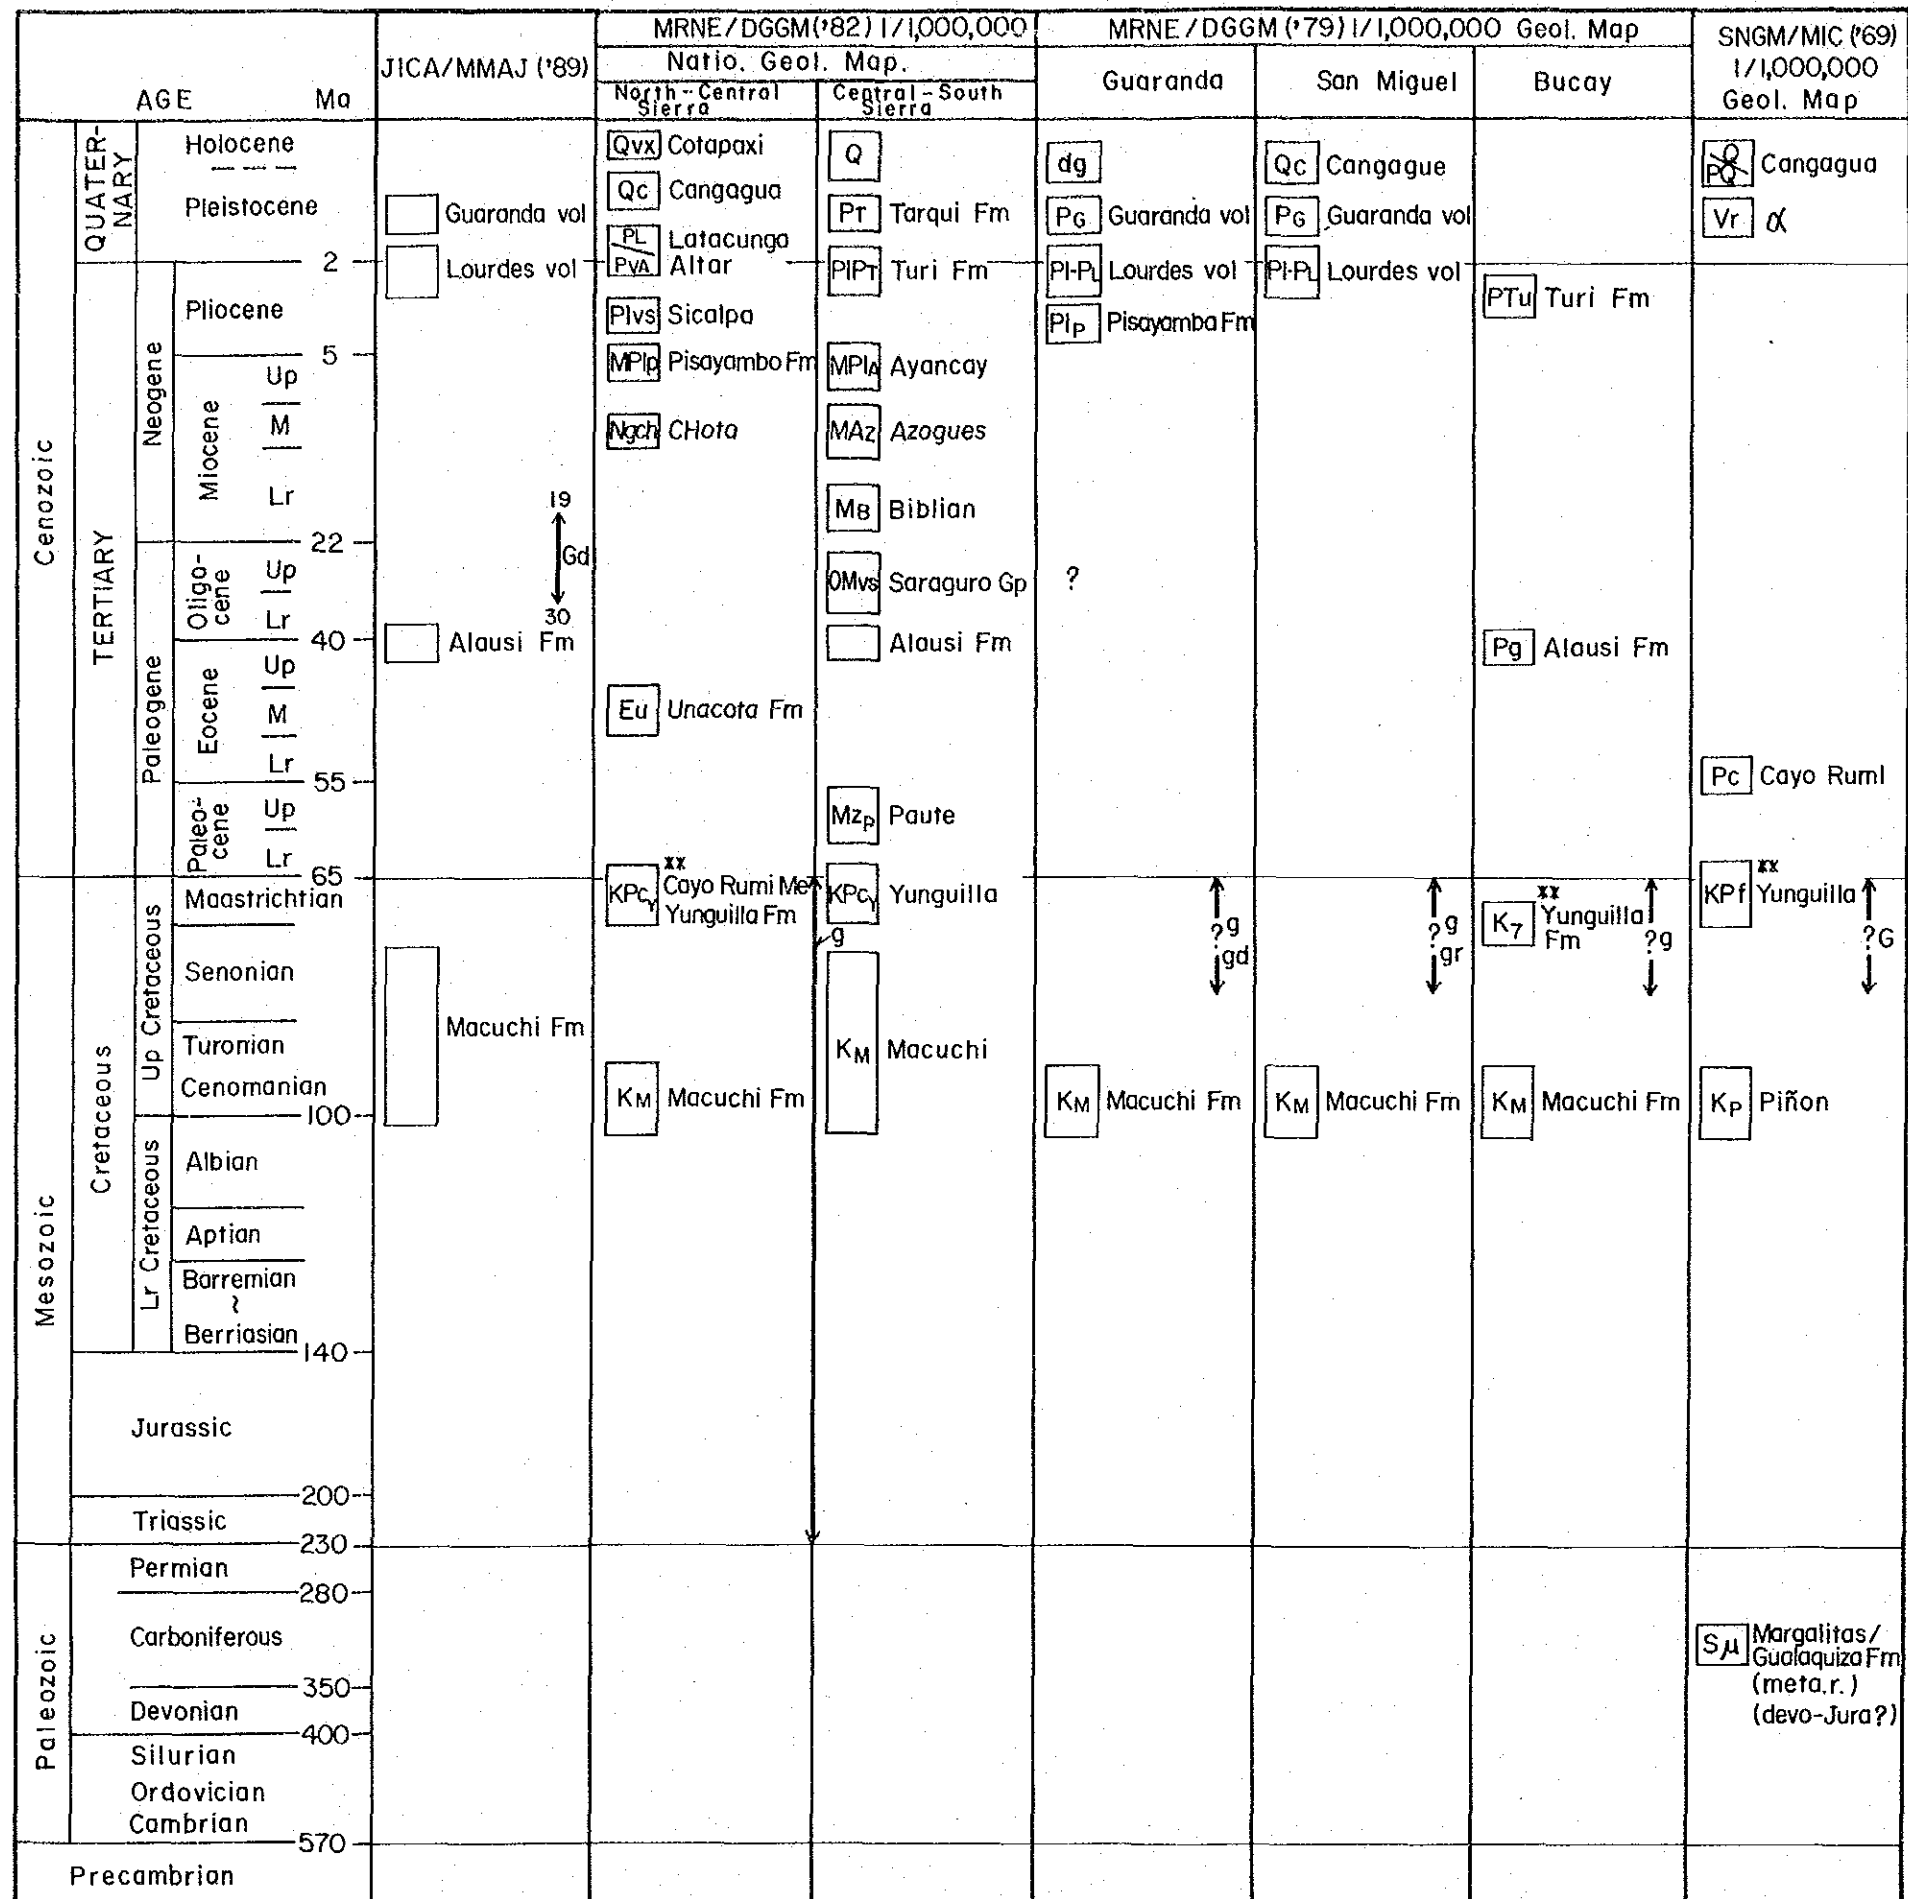 AGE Ma
JICA/MMAJ ('89)
MRNE/DGGM('82) 1/1,000,000
Natio. Geol. Map.
North-Central
Sierra
Central-South
Sierra
MRNE/DGGM ('79) 1/1,000,000 Geol. Map
Guaranda
San Miguel
Bucay
SNGM/MIC ('69)
1/1,000,000
Geol. Map
Cenozoic
QUATER-
NARY
Holocene
Pleistocene
2
TERTIARY
Neogene
Pliocene
5
Miocene
Up
M
Lr
22
Paleogene
Oligo-
cene
Up
Lr
40
Eocene
Up
M
Lr
55
Paleo-
cene
Up
Lr
65
Mesozoic
Cretaceous
Up Cretaceous
Maastrichtian
Senonian
Turonian
Cenomanian
100
Lr Cretaceous
Albian
Aptian
Barremian
~
Berriasian
140
Jurassic
200
Triassic
230
Paleozoic
Permian
280
Carboniferous
350
Devonian
400
Silurian
Ordovician
Cambrian
570
Precambrian
Guaranda vol
Lourdes vol
19
Gd
30
Alausi Fm
Macuchi Fm
Qvx Cotapaxi
Qc Cangagua
PL Latacunga
PVA Altar
Plvs Sicalpa
MPlp Pisayambo Fm
Ngch CHota
Eu Unacota Fm
**
KPcy Cayo Rumi Me
Yunguilla Fm
KM Macuchi Fm
Q
PT Tarqui Fm
PlPT Turi Fm
MPlA Ayancay
MAz Azogues
MB Biblian
OMvs Saraguro Gp
Alausi Fm
Mzp Paute
KPcy Yunguilla
g
KM Macuchi
dg
PG Guaranda vol
Pl-PL Lourdes vol
Plp Pisayamba Fm
?
?g
gd
KM Macuchi Fm
Qc Cangague
PG Guaranda vol
Pl-PL Lourdes vol
?g
gr
KM Macuchi Fm
PTu Turi Fm
Pg Alausi Fm
**
K7 Yunguilla
Fm
?g
KM Macuchi Fm
Q
PQ Cangagua
Vr α
Pc Cayo RumI
**
KPf Yunguilla
?G
KP Piñon
Sμ Margalitas/
Gualaquiza Fm
(meta.r.)
(devo-Jura?)